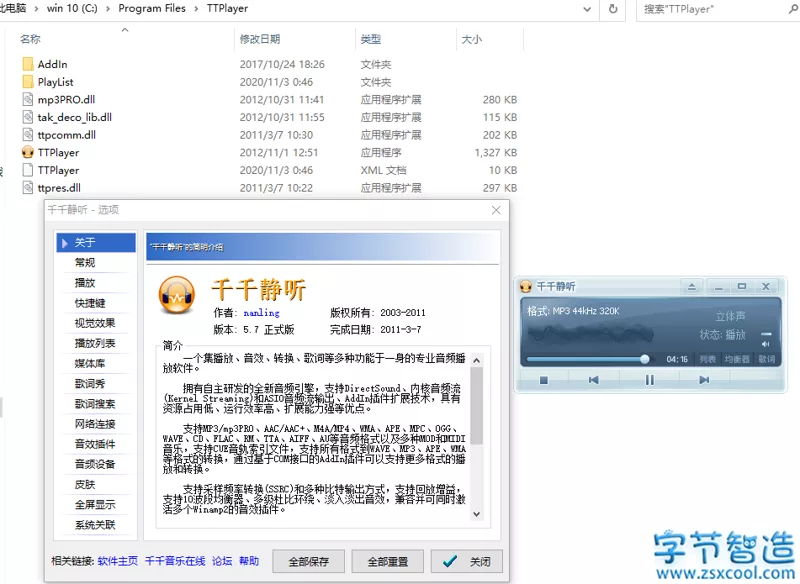 此电脑 › win 10 (C:) › Program Files › TTPlayer
搜索"TTPlayer"
名称 修改日期 类型 大小
AddIn 2017/10/24 18:26 文件夹
PlayList 2020/11/3 0:46 文件夹
mp3PRO.dll 2012/10/31 11:41 应用程序扩展 280 KB
tak_deco_lib.dll 2012/10/31 11:55 应用程序扩展 115 KB
ttpcomm.dll 2011/3/7 10:30 应用程序扩展 202 KB
TTPlayer 2012/11/1 12:51 应用程序 1,327 KB
TTPlayer 2020/11/3 0:46 XML 文档 10 KB
ttpres.dll 2011/3/7 10:22 应用程序扩展 297 KB
千千静听 - 选项
关于
常规
播放
快捷键
视觉效果
播放列表
媒体库
歌词秀
歌词搜索
网络连接
音效插件
音频设备
皮肤
全屏显示
系统关联
"千千静听"的简明介绍
千千静听
作者: nanling 版权所有: 2003-2011
版本: 5.7 正式版 完成日期: 2011-3-7
简介
一个集播放、音效、转换、歌词等多种功能于一身的专业音频播
放软件。
拥有自主研发的全新音频引擎，支持DirectSound、内核音频流
(Kernel Streaming)和ASIO音频流输出、AddIn插件扩展技术，具有
资源占用低、运行效率高、扩展能力强等优点。
支持MP3/mp3PRO、AAC/AAC+、M4A/MP4、WMA、APE、MPC、OGG、
WAVE、CD、FLAC、RM、TTA、AIFF、AU等音频格式以及多种MOD和MIDI
音乐，支持CUE音轨索引文件，支持所有格式到WAVE、MP3、APE、WMA
等格式的转换，通过基于COM接口的AddIn插件可以支持更多格式的播
放和转换。
支持采样频率转换(SSRC)和多种比特输出方式，支持回放增益，
支持10波段均衡器、多级杜比环绕、淡入淡出音效，兼容并可同时激
活多个Winamp2的音效插件。
相关链接: 软件主页 千千音乐在线 论坛 帮助
全部保存 全部重置 关闭
千千静听
格式: MP3 44kHz 320K
立体声
状态: 播放
04:16 列表 均衡器 歌词
字节智造
www.zsxcool.com